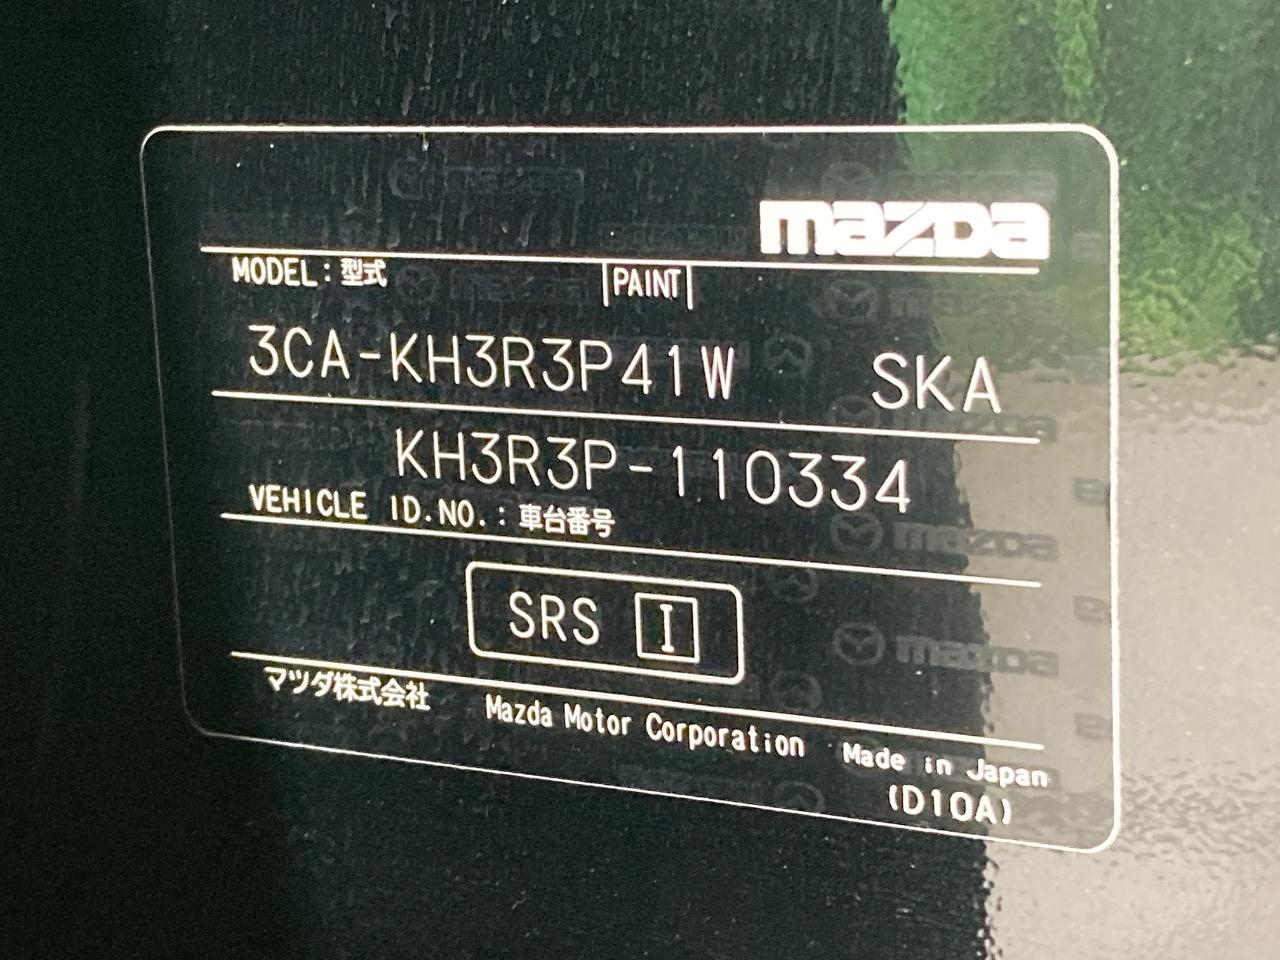 mazda
MODEL:型式 PAINT
3CA-KH3R3P41W SKA
KH3R3P-110334
VEHICLE ID.NO.:車台番号
SRS I
マツダ株式会社 Mazda Motor Corporation Made in Japan
(D10A)